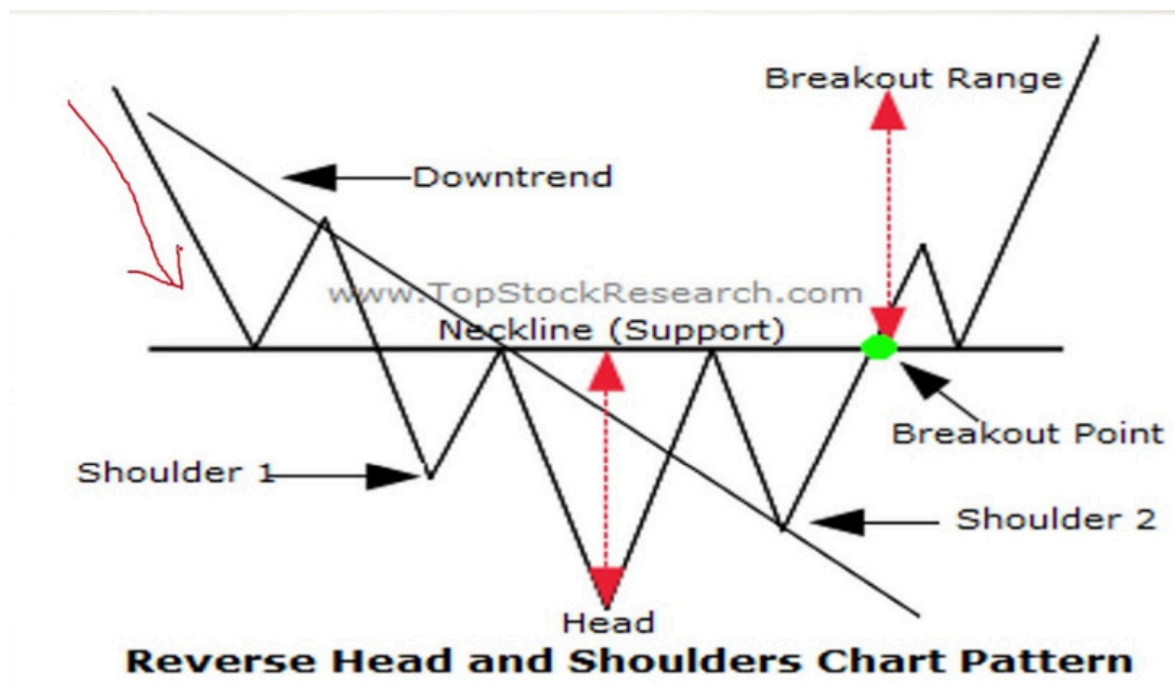 Breakout Range
Downtrend
www.TopStockResearch.com
Neckline (Support)
Breakout Point
Shoulder 1
Shoulder 2
Head
Reverse Head and Shoulders Chart Pattern